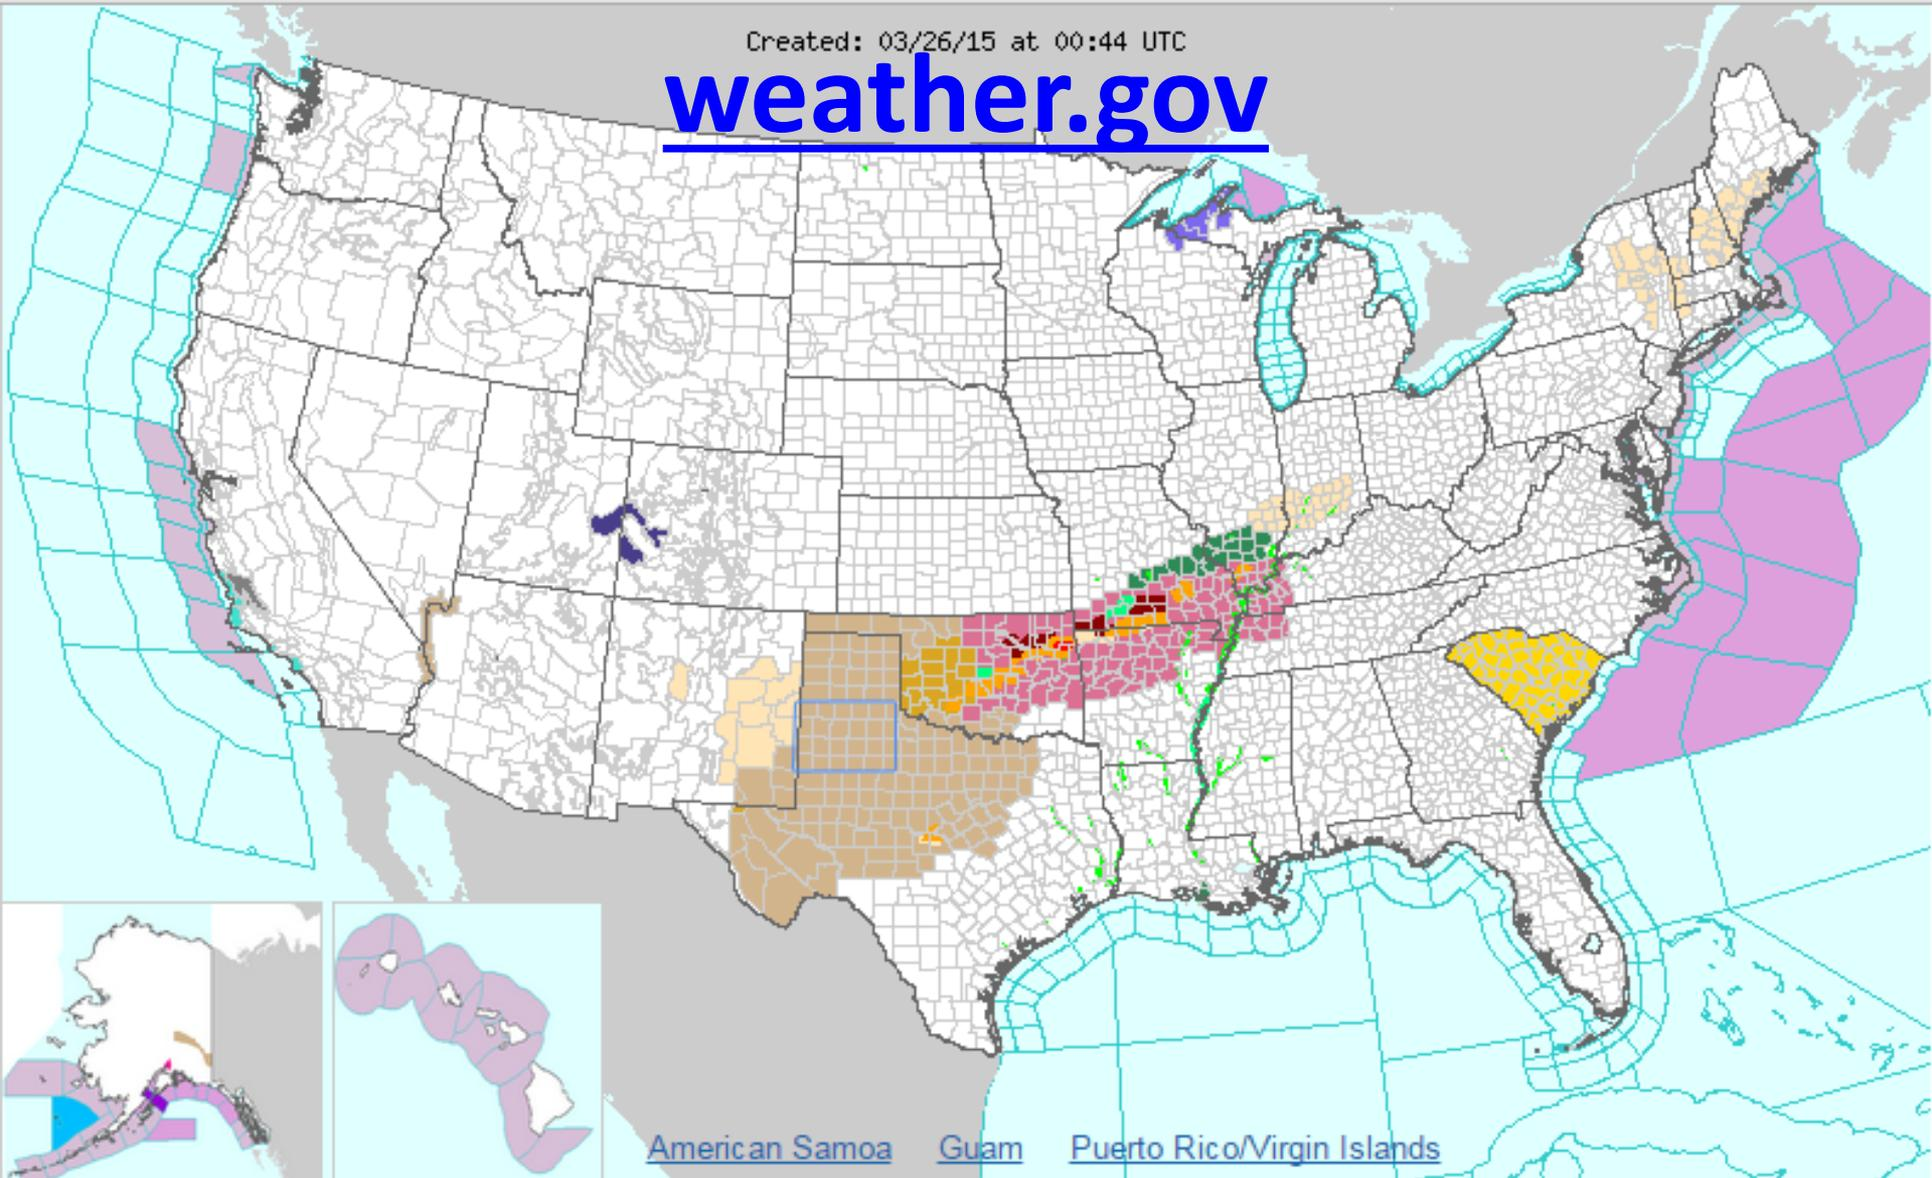 Created: 03/26/15 at 00:44 UTC
weather.gov
American Samoa Guam Puerto Rico/Virgin Islands